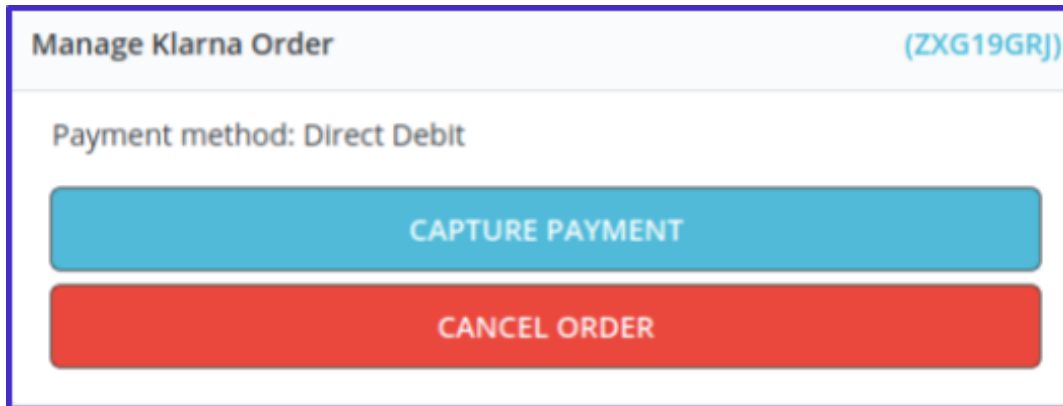 Manage Klarna Order (ZXG19GRJ)
Payment method: Direct Debit
CAPTURE PAYMENT
CANCEL ORDER